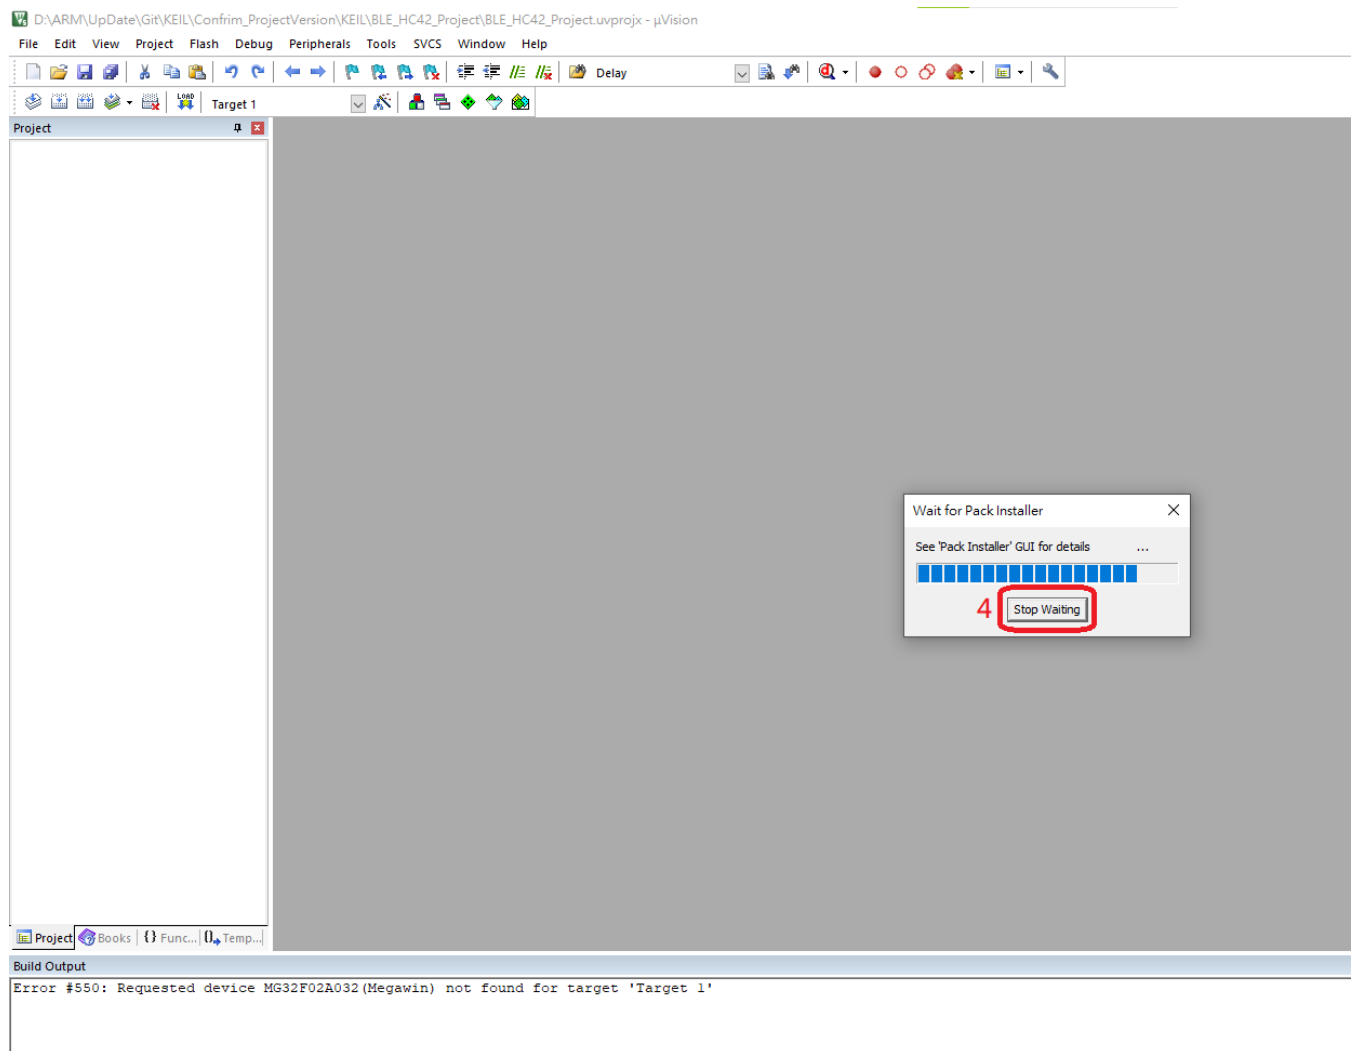 D:\ARM\UpDate\Git\KEIL\Confrim_ProjectVersion\KEIL\BLE_HC42_Project\BLE_HC42_Project.uvprojx - µVision
File Edit View Project Flash Debug Peripherals Tools SVCS Window Help
Delay
LOAD Target 1
Project
Wait for Pack Installer
See 'Pack Installer' GUI for details ...
4 Stop Waiting
Project Books {} Func... Temp...
Build Output
Error #550: Requested device MG32F02A032(Megawin) not found for target 'Target 1'